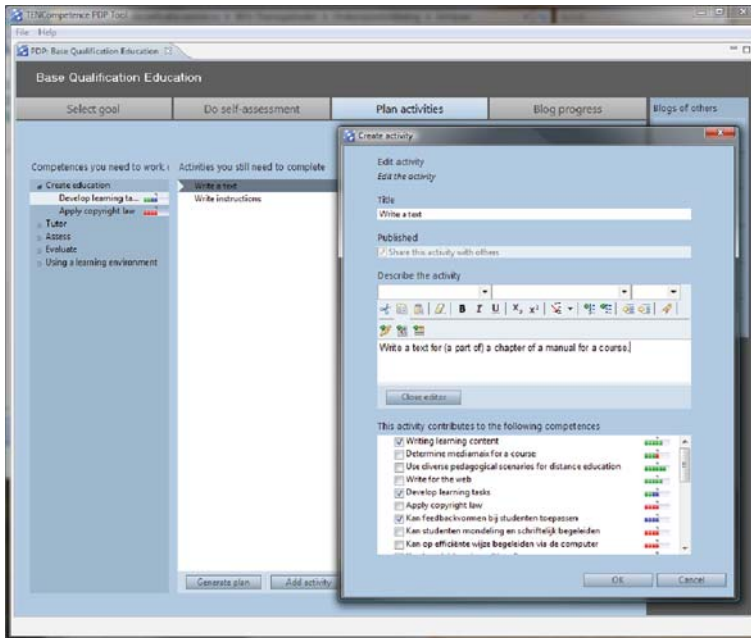 TENCompetence PDP Tool
File Help
PDP: Base Qualification Education
Base Qualification Education
Select goal
Do self-assessment
Plan activities
Blog progress
Blogs of others
Competences you need to work
Activities you still need to complete
Create education
Develop learning ta...
Apply copyright law
Tutor
Assess
Evaluate
Using a learning environment
Write a text
Write instructions
Generate plan
Add activity
Create activity
Edit activity
Edit the activity
Title
Write a text
Published
Share this activity with others
Describe the activity
B I U X₂ x²
Write a text for (a part of) a chapter of a manual for a course.
Close editor
This activity contributes to the following competences
Writing learning content
Determine mediamaix for a course
Use diverse pedagogical scenarios for distance education
Write for the web
Develop learning tasks
Apply copyright law
Kan feedbackvormen bij studenten toepassen
Kan studenten mondeling en schriftelijk begeleiden
Kan op efficiënte wijze begeleiden via de computer
OK
Cancel